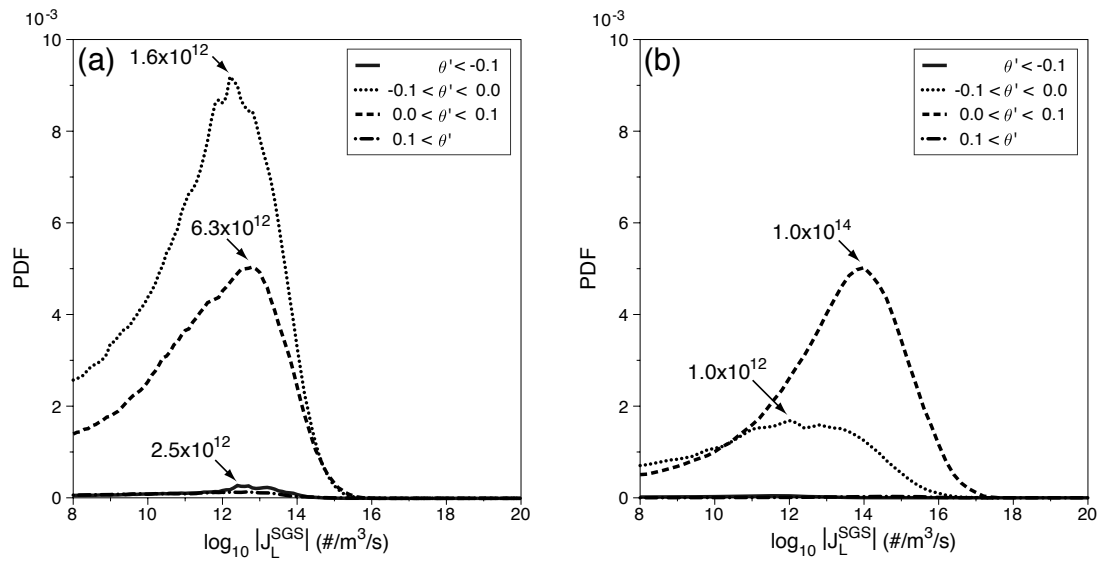 10⁻³
10
(a)
1.6x10¹²
θ' < -0.1
-0.1 < θ' < 0.0
0.0 < θ' < 0.1
0.1 < θ'
8
6
6.3x10¹²
PDF
4
2
2.5x10¹²
0
8 10 12 14 16 18 20
log₁₀ |J_L^SGS| (#/m³/s)
10⁻³
10
(b)
θ' < -0.1
-0.1 < θ' < 0.0
0.0 < θ' < 0.1
0.1 < θ'
8
6
1.0x10¹⁴
PDF
4
1.0x10¹²
2
0
8 10 12 14 16 18 20
log₁₀ |J_L^SGS| (#/m³/s)